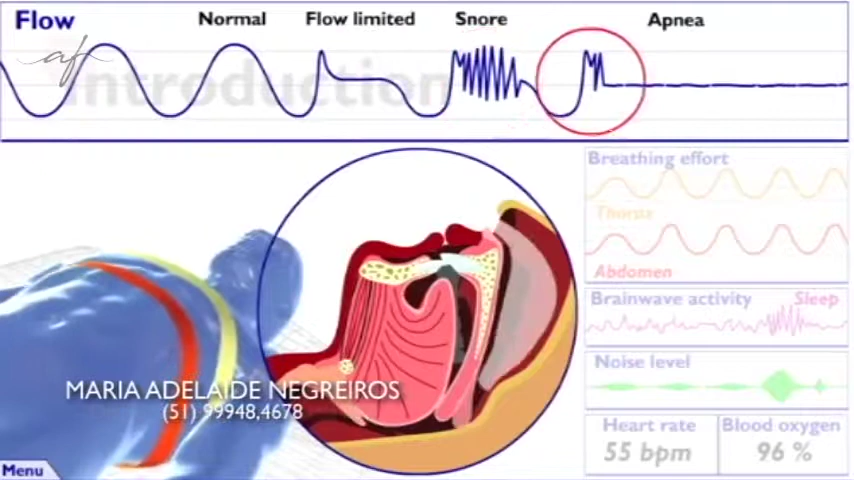 Flow
Normal
Flow limited
Snore
Apnea
af
Introduction
Breathing effort
Thorax
Abdomen
Brainwave activity
Sleep
Noise level
MARIA ADELAIDE NEGREIROS
(51) 99948,4678
Heart rate
55 bpm
Blood oxygen
96 %
Menu